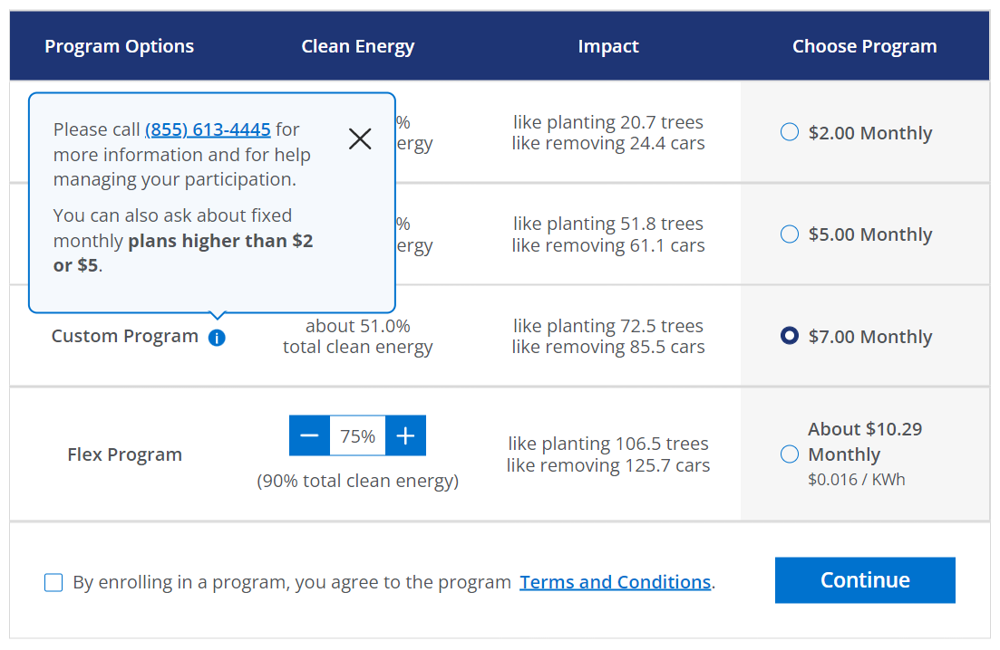 Program Options Clean Energy Impact Choose Program
Please call (855) 613-4445 for
more information and for help
managing your participation.
You can also ask about fixed
monthly plans higher than $2
or $5.
%
ergy
like planting 20.7 trees
like removing 24.4 cars
$2.00 Monthly
%
ergy
like planting 51.8 trees
like removing 61.1 cars
$5.00 Monthly
Custom Program i
about 51.0%
total clean energy
like planting 72.5 trees
like removing 85.5 cars
$7.00 Monthly
Flex Program
− 75% +
(90% total clean energy)
like planting 106.5 trees
like removing 125.7 cars
About $10.29
Monthly
$0.016 / KWh
By enrolling in a program, you agree to the program Terms and Conditions.
Continue